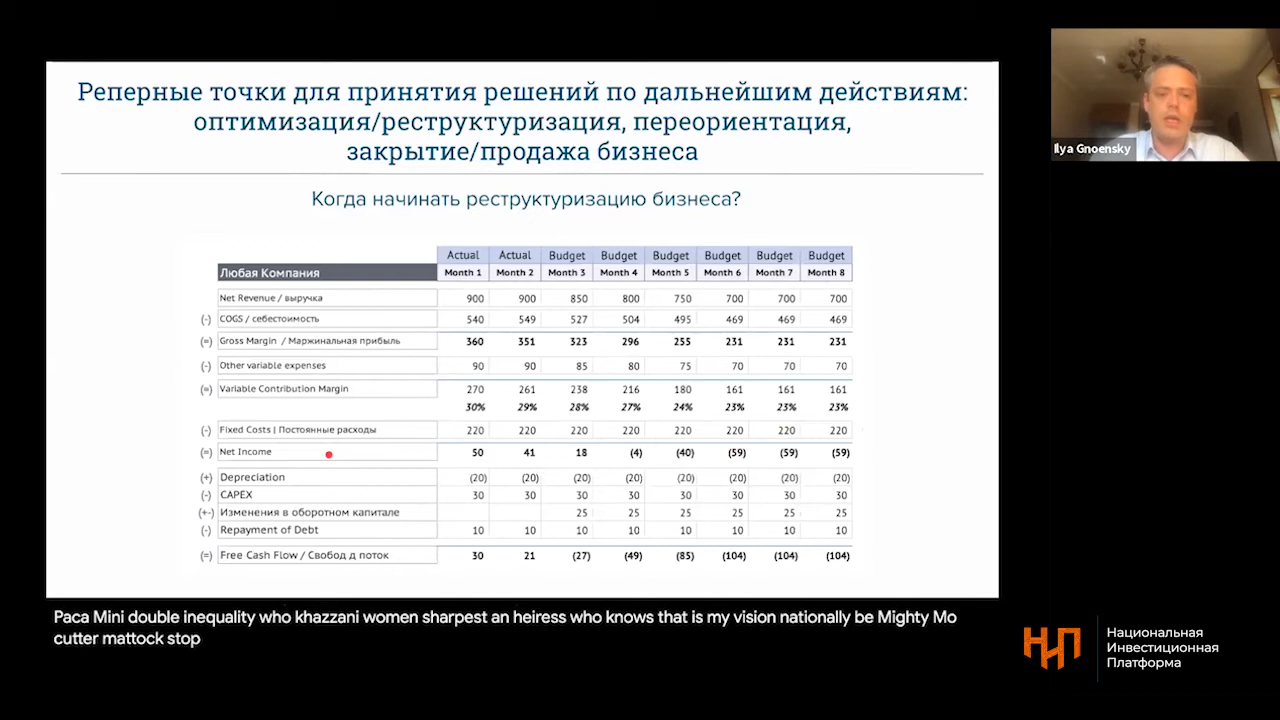 Реперные точки для принятия решений по дальнейшим действиям:
оптимизация/реструктуризация, переориентация,
закрытие/продажа бизнеса
Когда начинать реструктуризацию бизнеса?
Actual Actual Budget Budget Budget Budget Budget Budget
Любая Компания Month 1 Month 2 Month 3 Month 4 Month 5 Month 6 Month 7 Month 8
Net Revenue / выручка 900 900 850 800 750 700 700 700
(-) COGS / себестоимость 540 549 527 504 495 469 469 469
(=) Gross Margin / Маржинальная прибыль 360 351 323 296 255 231 231 231
(-) Other variable expenses 90 90 85 80 75 70 70 70
(=) Variable Contribution Margin 270 261 238 216 180 161 161 161
30% 29% 28% 27% 24% 23% 23% 23%
(-) Fixed Costs | Постоянные расходы 220 220 220 220 220 220 220 220
(=) Net Income 50 41 18 (4) (40) (59) (59) (59)
(+) Depreciation (20) (20) (20) (20) (20) (20) (20) (20)
(-) CAPEX 30 30 30 30 30 30 30 30
(+-) Изменения в оборотном капитале 25 25 25 25 25 25
(-) Repayment of Debt 10 10 10 10 10 10 10 10
(=) Free Cash Flow / Свобод д поток 30 21 (27) (49) (85) (104) (104) (104)
Ilya Gnoensky
Paca Mini double inequality who khazzani women sharpest an heiress who knows that is my vision nationally be Mighty Mo
cutter mattock stop
НИП
Национальная
Инвестиционная
Платформа